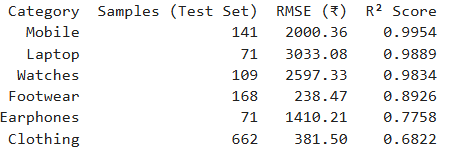 Category Samples (Test Set) RMSE (₹) R² Score
Mobile 141 2000.36 0.9954
Laptop 71 3033.08 0.9889
Watches 109 2597.33 0.9834
Footwear 168 238.47 0.8926
Earphones 71 1410.21 0.7758
Clothing 662 381.50 0.6822